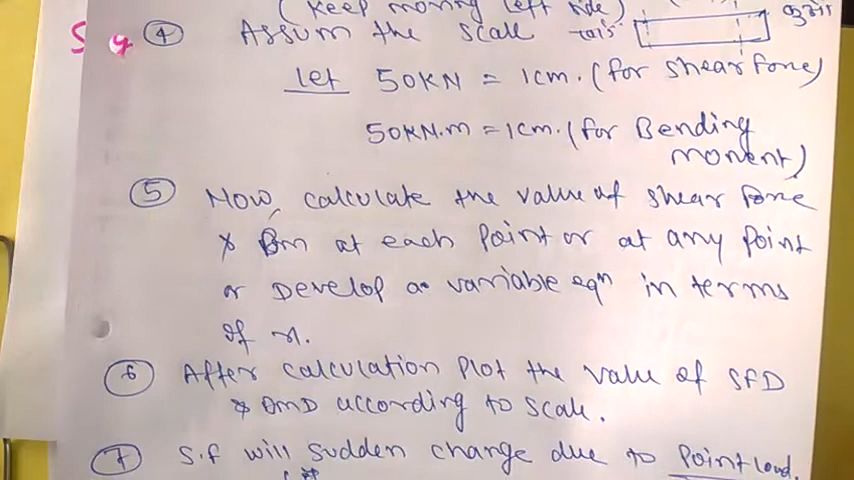 (Keep moving left side)
④ Assum the scale
let 50KN = 1cm. (for shear force)
50KN.m = 1cm. (for Bending
moment)
⑤ Now, calculate the value of shear force
& Bm at each point or at any point
or Develop a variable eqⁿ in terms
of x.
⑥ After calculation plot the value of SFD
& BMD according to scale.
⑦ S.f will sudden change due to point load.